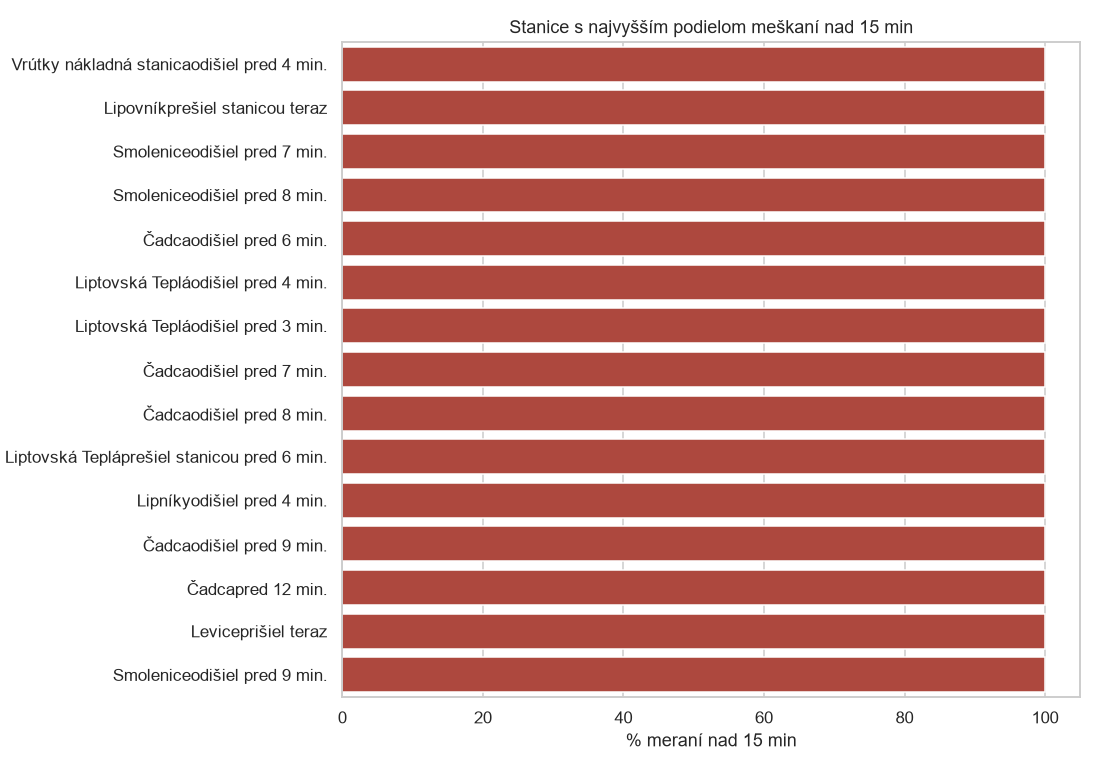 Stanice s najvyšším podielom meškaní nad 15 min
Vrútky nákladná stanicaodišiel pred 4 min.
Lipovníkprešiel stanicou teraz
Smoleniceodišiel pred 7 min.
Smoleniceodišiel pred 8 min.
Čadcaodišiel pred 6 min.
Liptovská Tepláodišiel pred 4 min.
Liptovská Tepláodišiel pred 3 min.
Čadcaodišiel pred 7 min.
Čadcaodišiel pred 8 min.
Liptovská Tepláprešiel stanicou pred 6 min.
Lipníkyodišiel pred 4 min.
Čadcaodišiel pred 9 min.
Čadcapred 12 min.
Leviceprišiel teraz
Smoleniceodišiel pred 9 min.
0 20 40 60 80 100
% meraní nad 15 min